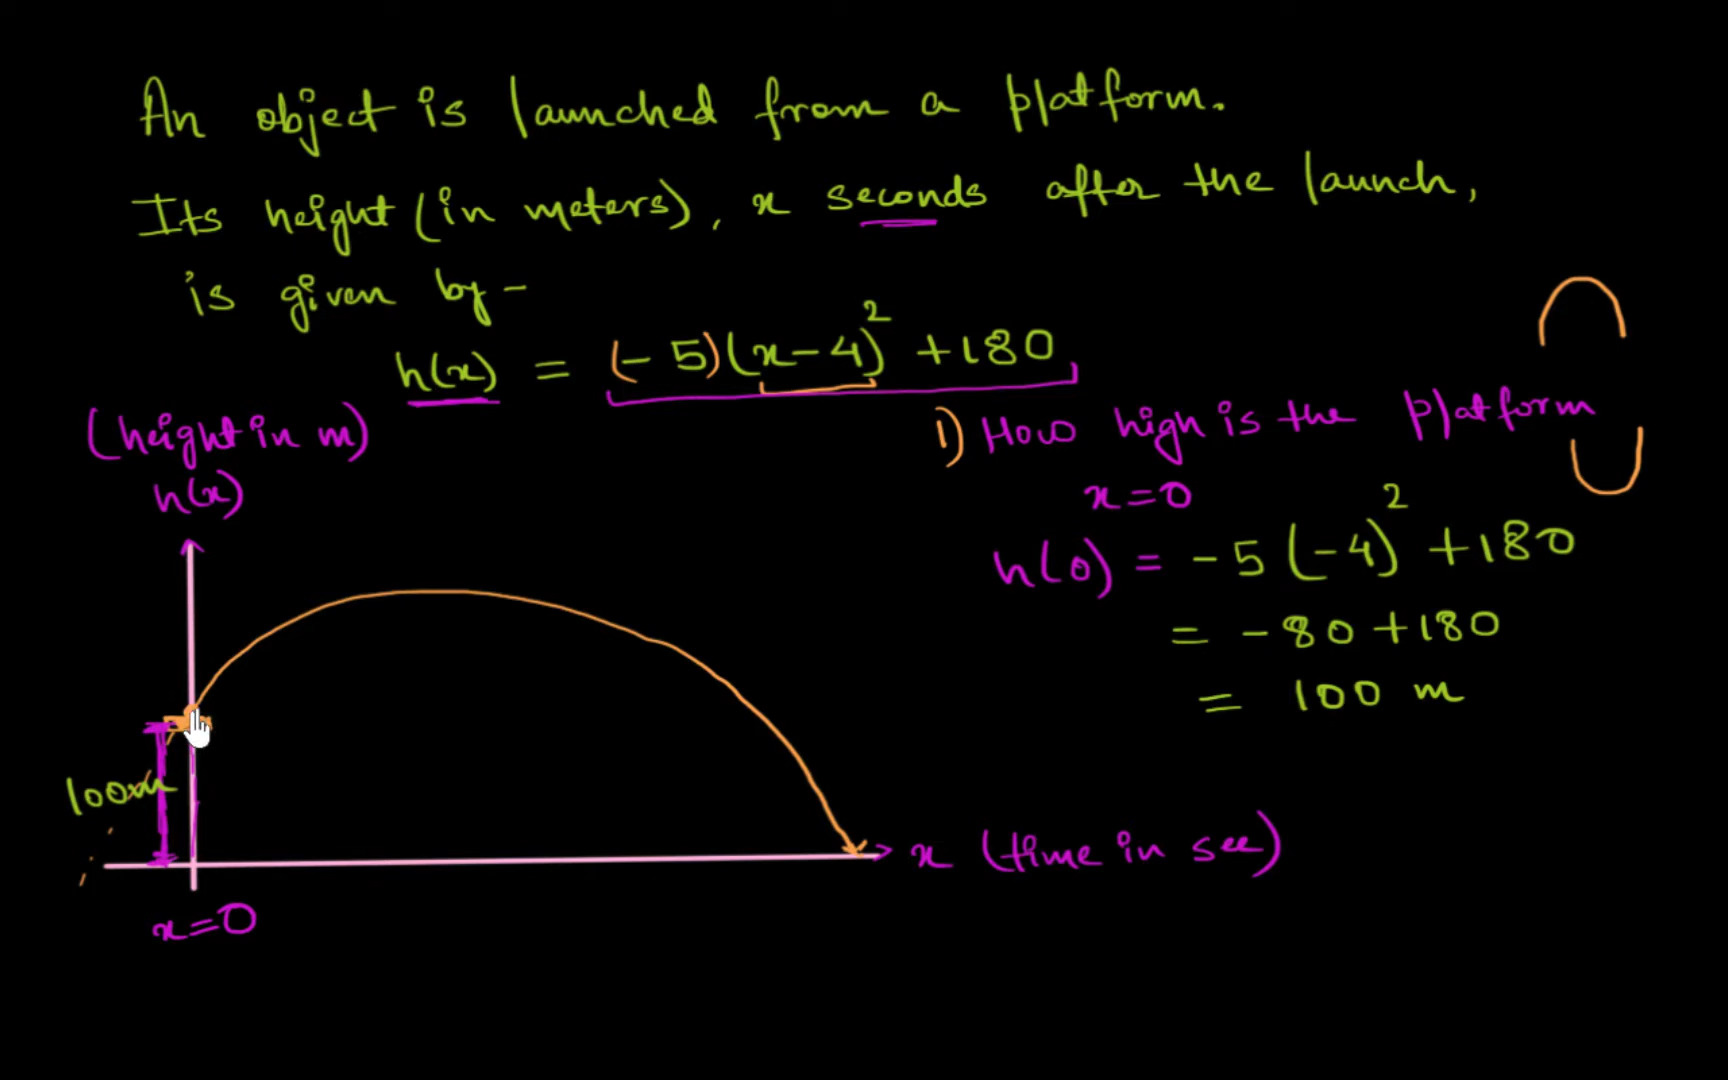 An object is launched from a platform.
Its height (in meters), x seconds after the launch,
is given by -
h(x) = (-5)(x-4)² +180
(height in m)
h(x)
1) How high is the platform
x=0
h(0) = -5(-4)² +180
= -80+180
= 100 m
100m
x (time in sec)
x=0